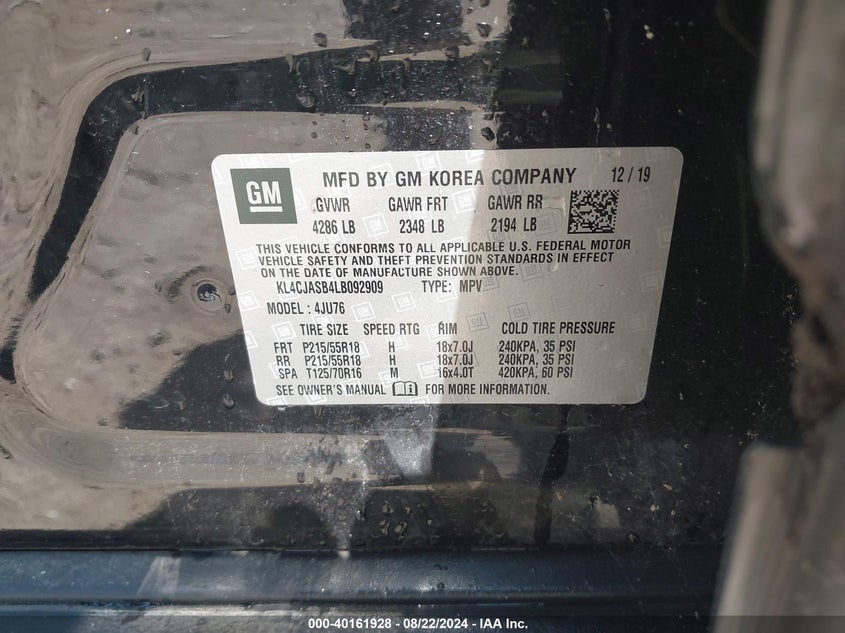 GM MFD BY GM KOREA COMPANY 12 / 19
GVWR GAWR FRT GAWR RR
4286 LB 2348 LB 2194 LB
THIS VEHICLE CONFORMS TO ALL APPLICABLE U.S. FEDERAL MOTOR
VEHICLE SAFETY AND THEFT PREVENTION STANDARDS IN EFFECT
ON THE DATE OF MANUFACTURE SHOWN ABOVE.
KL4CJASB4LB092909 TYPE: MPV
MODEL : 4JU76
TIRE SIZE SPEED RTG RIM COLD TIRE PRESSURE
FRT P215/55R18 H 18x7.0J 240KPA, 35 PSI
RR P215/55R18 H 18x7.0J 240KPA, 35 PSI
SPA T125/70R16 M 16x4.0T 420KPA, 60 PSI
SEE OWNER'S MANUAL FOR MORE INFORMATION.
000-40161928 - 08/22/2024 - IAA Inc.